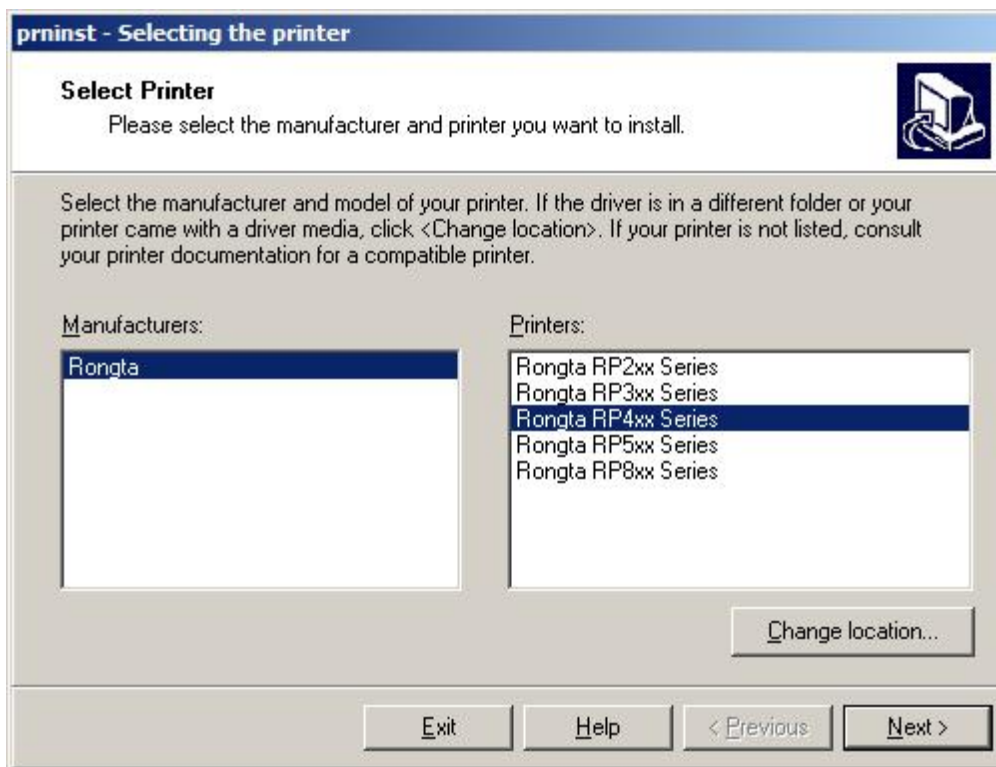 prninst - Selecting the printer
Select Printer
Please select the manufacturer and printer you want to install.
Select the manufacturer and model of your printer. If the driver is in a different folder or your
printer came with a driver media, click <Change location>. If your printer is not listed, consult
your printer documentation for a compatible printer.
Manufacturers:
Rongta
Printers:
Rongta RP2xx Series
Rongta RP3xx Series
Rongta RP4xx Series
Rongta RP5xx Series
Rongta RP8xx Series
Change location...
Exit
Help
< Previous
Next >